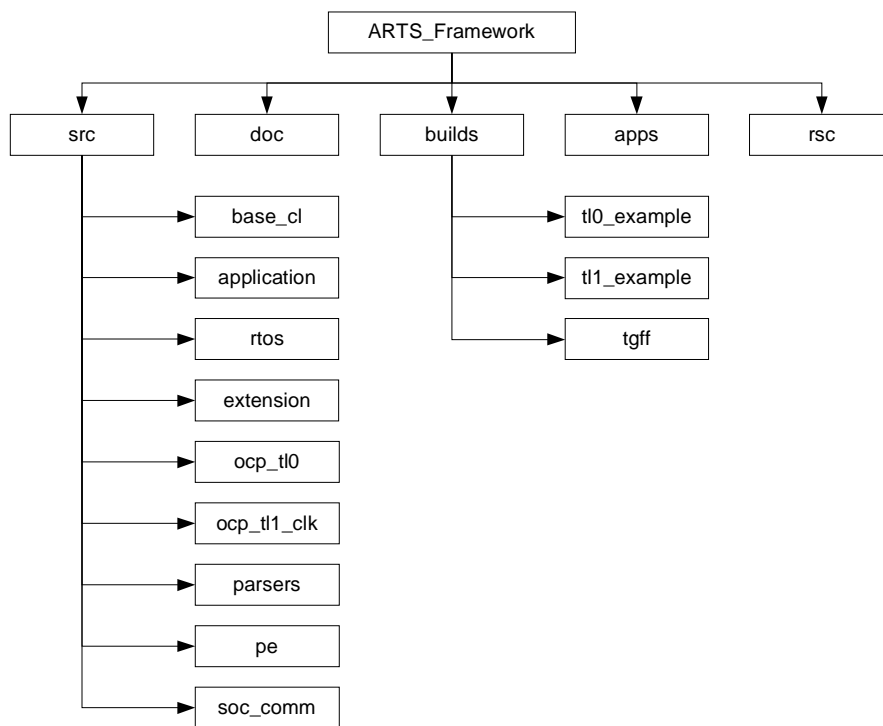 ARTS_Framework
src
doc
builds
apps
rsc
base_cl
tl0_example
application
tl1_example
rtos
tgff
extension
ocp_tl0
ocp_tl1_clk
parsers
pe
soc_comm